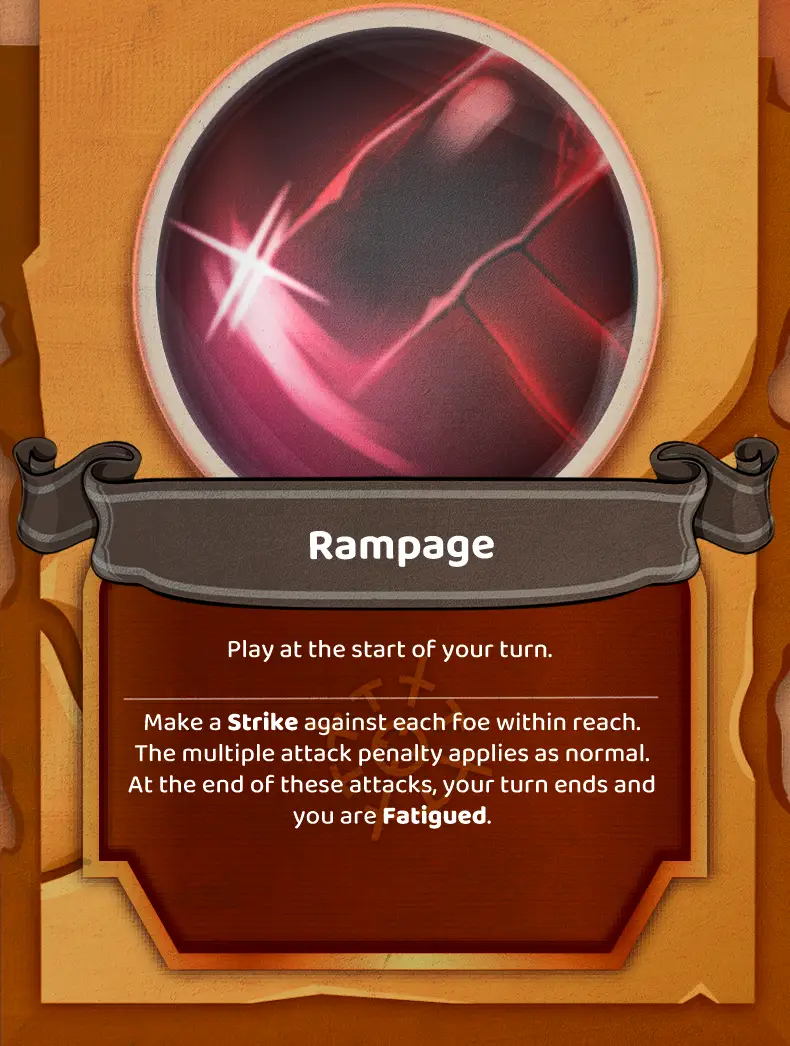 Rampage
Play at the start of your turn.
Make a Strike against each foe within reach.
The multiple attack penalty applies as normal.
At the end of these attacks, your turn ends and
you are Fatigued.